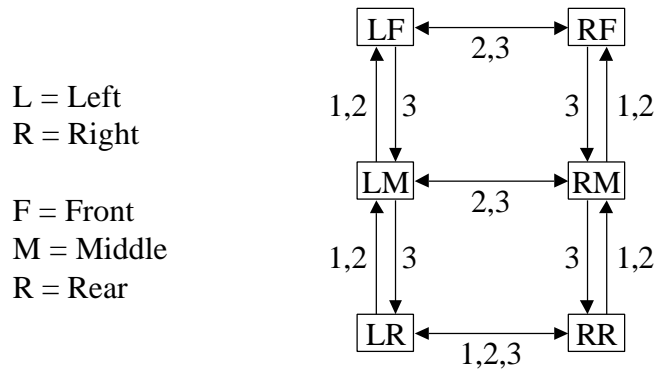 L = Left
R = Right
F = Front
M = Middle
R = Rear
LF RF
2,3
1,2 3 3 1,2
LM RM
2,3
1,2 3 3 1,2
LR RR
1,2,3